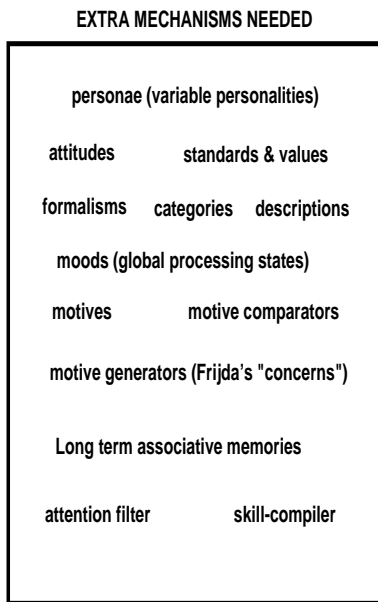 EXTRA MECHANISMS NEEDED
personae (variable personalities)
attitudes standards & values
formalisms categories descriptions
moods (global processing states)
motives motive comparators
motive generators (Frijda's "concerns")
Long term associative memories
attention filter skill-compiler